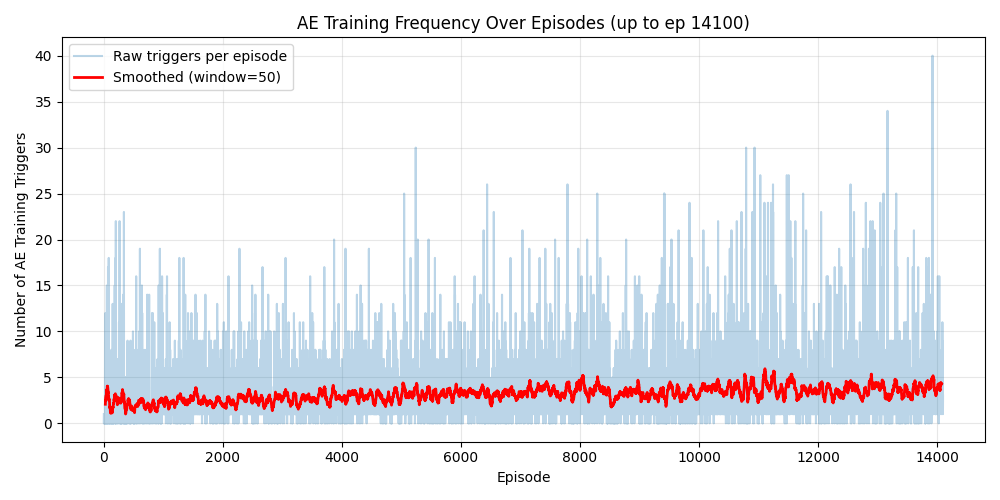 AE Training Frequency Over Episodes (up to ep 14100)
Raw triggers per episode
Smoothed (window=50)
Number of AE Training Triggers
40
35
30
25
20
15
10
5
0
0 2000 4000 6000 8000 10000 12000 14000
Episode